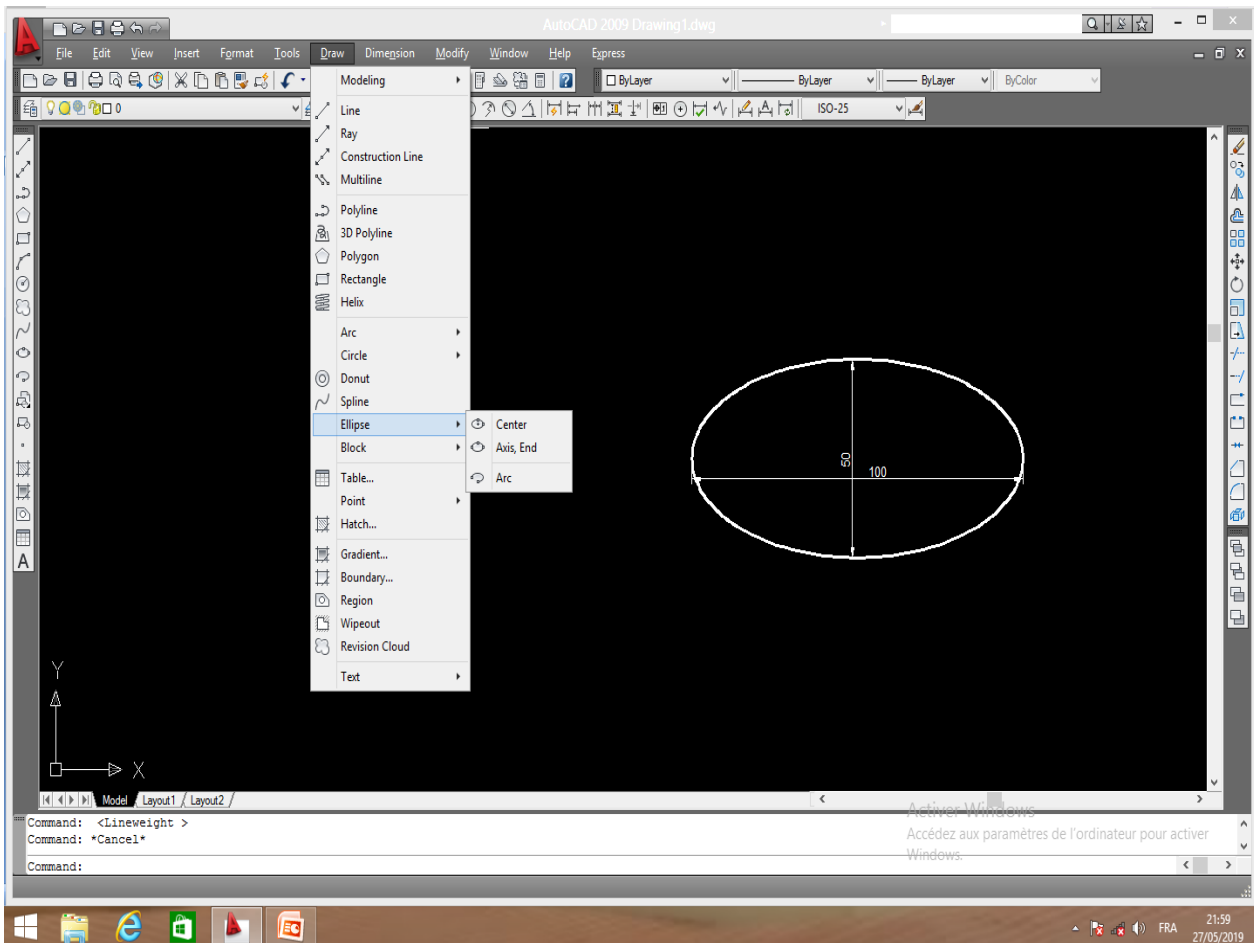 AutoCAD 2009 Drawing1.dwg
File Edit View Insert Format Tools Draw Dimension Modify Window Help Express
ByLayer ByLayer ByLayer ByColor
0 ISO-25
Modeling
Line
Ray
Construction Line
Multiline
Polyline
3D Polyline
Polygon
Rectangle
Helix
Arc
Circle
Donut
Spline
Ellipse
Block
Table...
Point
Hatch...
Gradient...
Boundary...
Region
Wipeout
Revision Cloud
Text
Center
Axis, End
Arc
50
100
A
Y
X
Model Layout1 Layout2
Command: <Lineweight >
Command: *Cancel*
Command:
Activer Windows
Accédez aux paramètres de l'ordinateur pour activer
Windows.
FRA 21:59
27/05/2019